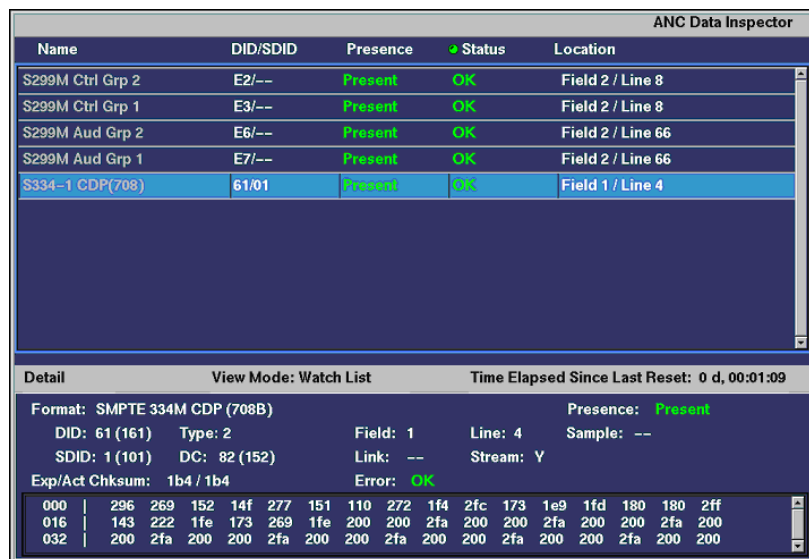 ANC Data Inspector
Name DID/SDID Presence Status Location
S299M Ctrl Grp 2 E2/-- Present OK Field 2 / Line 8
S299M Ctrl Grp 1 E3/-- Present OK Field 2 / Line 8
S299M Aud Grp 2 E6/-- Present OK Field 2 / Line 66
S299M Aud Grp 1 E7/-- Present OK Field 2 / Line 66
S334-1 CDP(708) 61/01 Present OK Field 1 / Line 4
Detail View Mode: Watch List Time Elapsed Since Last Reset: 0 d, 00:01:09
Format: SMPTE 334M CDP (708B) Presence: Present
DID: 61 (161) Type: 2 Field: 1 Line: 4 Sample: --
SDID: 1 (101) DC: 82 (152) Link: -- Stream: Y
Exp/Act Chksum: 1b4 / 1b4 Error: OK
000 | 296 269 152 14f 277 151 110 272 1f4 2fc 173 1e9 1fd 180 180 2ff
016 | 143 222 1fe 173 269 1fe 200 200 2fa 200 200 2fa 200 200 2fa 200
032 | 200 2fa 200 200 2fa 200 200 2fa 200 200 2fa 200 200 2fa 200 200